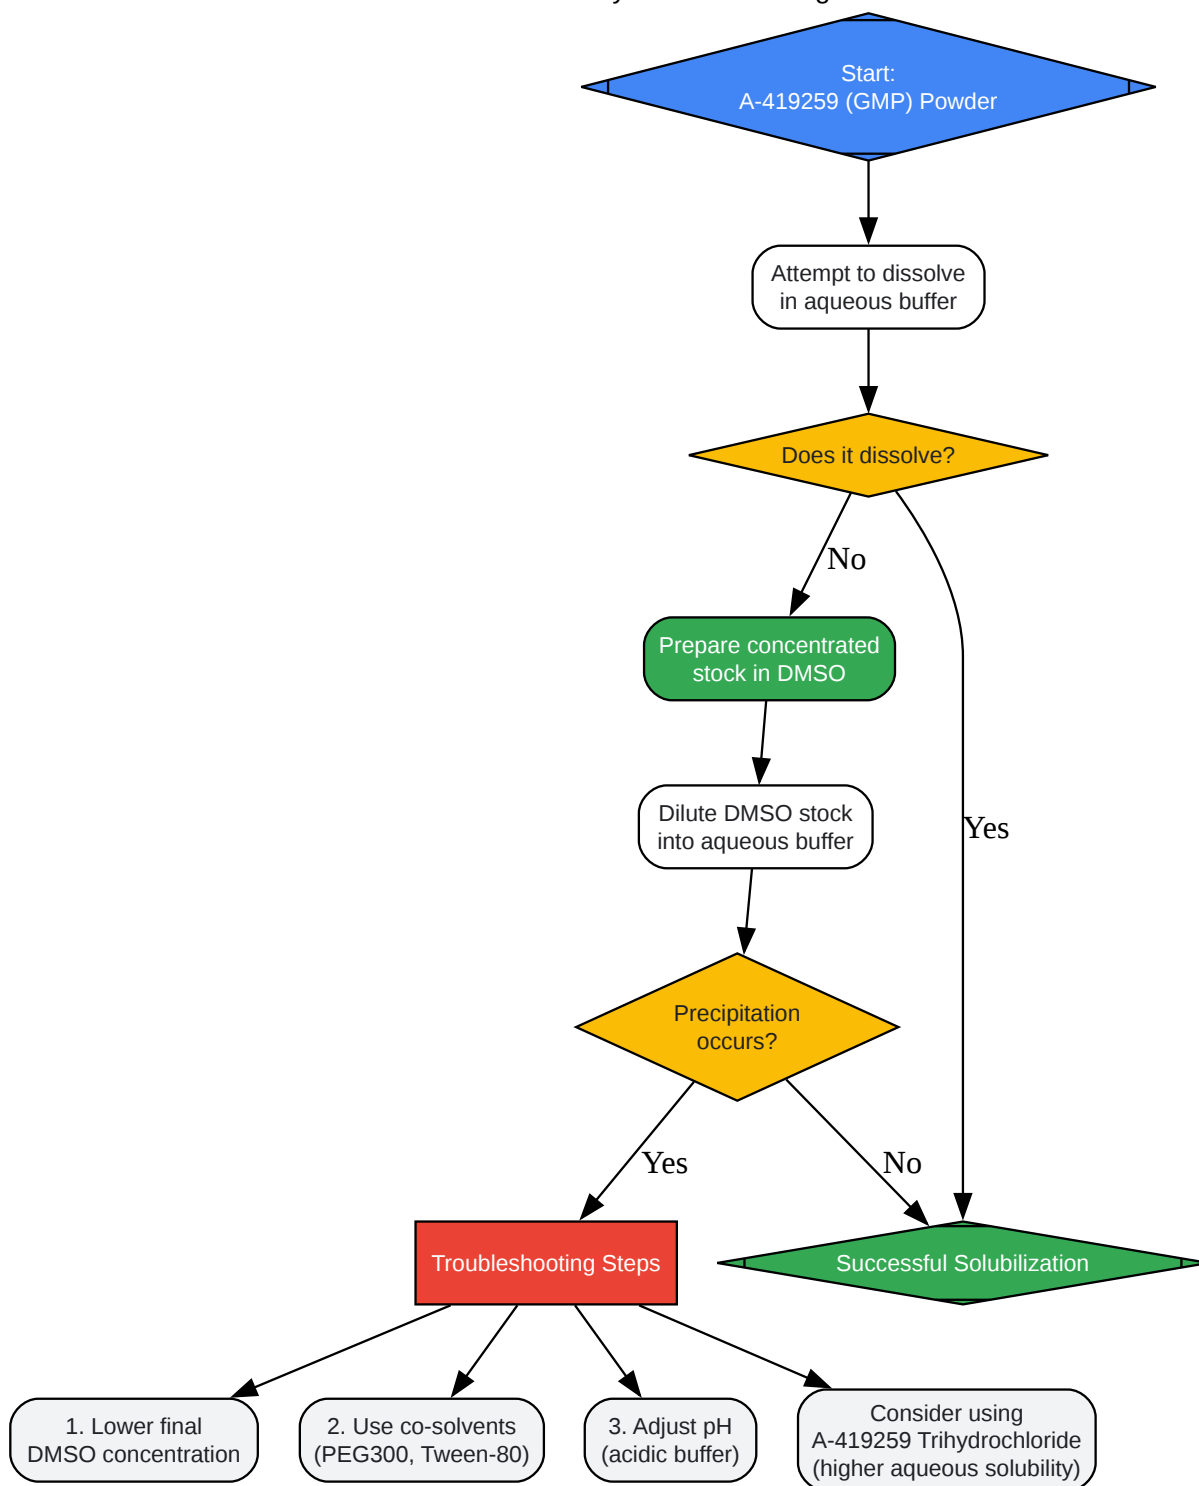 Start:
A-419259 (GMP) Powder
Attempt to dissolve
in aqueous buffer
Does it dissolve?
No
Prepare concentrated
stock in DMSO
Yes
Dilute DMSO stock
into aqueous buffer
Precipitation
occurs?
Yes
No
Troubleshooting Steps
Successful Solubilization
1. Lower final
DMSO concentration
2. Use co-solvents
(PEG300, Tween-80)
3. Adjust pH
(acidic buffer)
Consider using
A-419259 Trihydrochloride
(higher aqueous solubility)